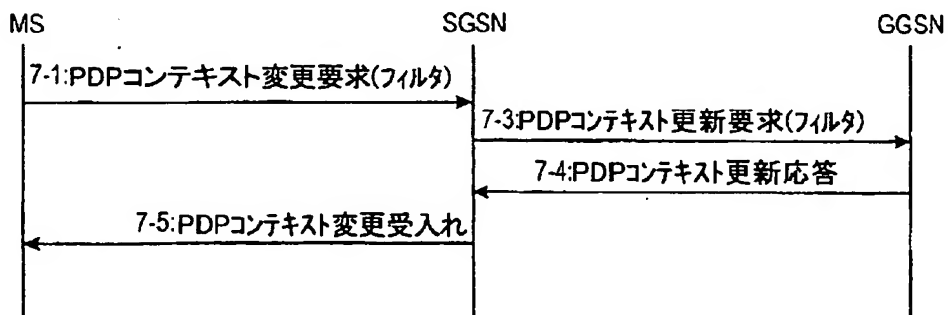 MS
SGSN
GGSN
7-1:PDPコンテキスト変更要求(フィルタ)
7-3:PDPコンテキスト更新要求(フィルタ)
7-4:PDPコンテキスト更新応答
7-5:PDPコンテキスト変更受入れ